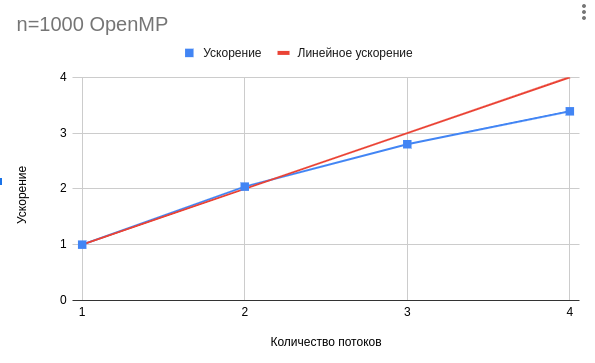 n=1000 OpenMP
Ускорение
Линейное ускорение
4
3
2
1
0
Ускорение
1
2
3
4
Количество потоков